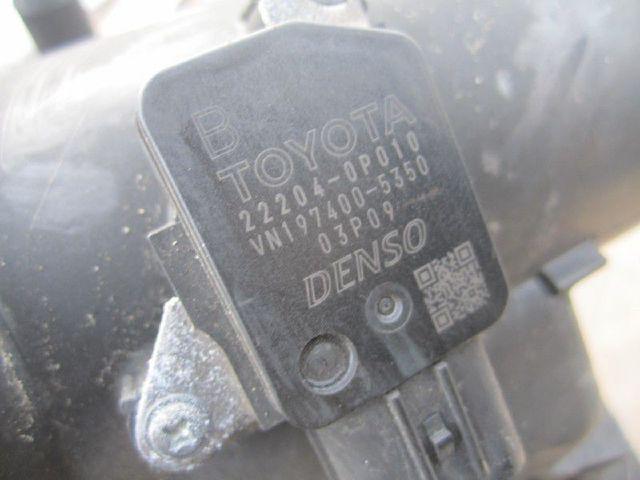 B
TOYOTA
22204-0P010
VN197400-5350
03P09
DENSO